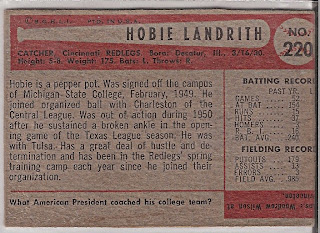 HOBIE LANDRITH
NO. 220
CATCHER, Cincinnati REDLEGS. Born: Decatur, Ill., 3/16/30.
Height: 5-8. Weight: 175. Bats: L. Throws: R.
Hobie is a pepper pot. Was signed off the campus
of Michigan State College, February, 1949. He
joined organized ball with Charleston of the
Central League. Was out of action during 1950
after he sustained a broken ankle in the open-
ing game of the Texas League season. He was
with Tulsa. Has a great deal of hustle and de-
termination and has been in the Redlegs' spring
training camp each year since he joined their
organization.
What American President coached his college team?
BATTING RECOR
PAST YR. L
GAMES
AT BAT
RUNS
HITS
HOMERS
R. B. I.
BAT. AVG.
FIELDING RECOR
PUTOUTS 179
ASSISTS 18
ERRORS 3
FIELD AVG. .985